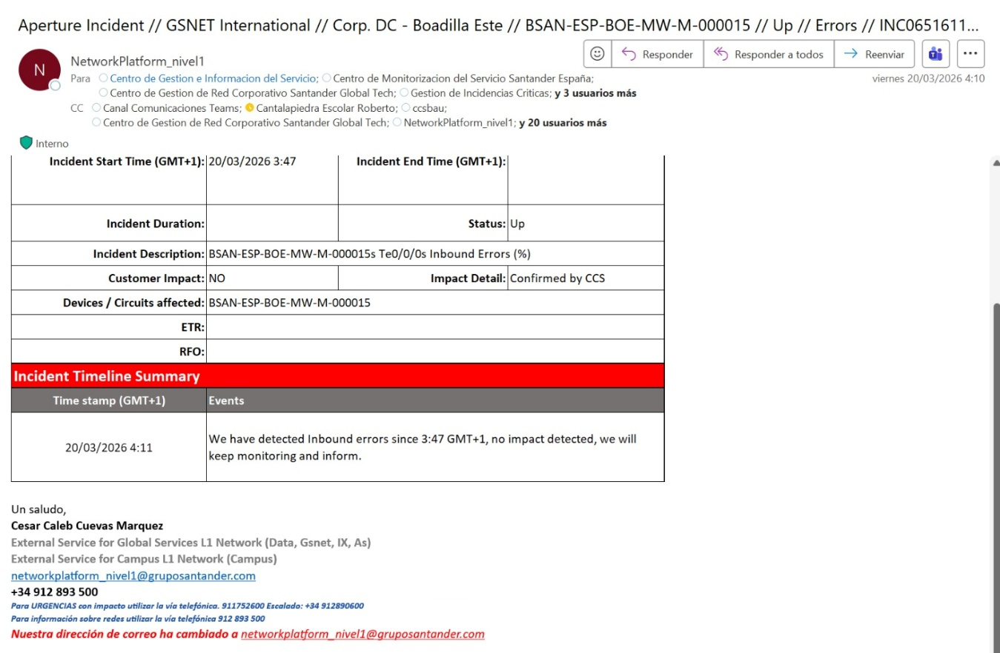 Aperture Incident // GSNET International // Corp. DC - Boadilla Este // BSAN-ESP-BOE-MW-M-000015 // Up // Errors // INC0651611...
N
NetworkPlatform_nivel1
Responder
Responder a todos
Reenviar
Para Centro de Gestion e Informacion del Servicio; Centro de Monitorizacion del Servicio Santander España;
viernes 20/03/2026 4:10
Centro de Gestion de Red Corporativo Santander Global Tech; Gestion de Incidencias Criticas; y 3 usuarios más
CC Canal Comunicaciones Teams; Cantalapiedra Escolar Roberto; ccsbau;
Centro de Gestion de Red Corporativo Santander Global Tech; NetworkPlatform_nivel1; y 20 usuarios más
Interno
Incident Start Time (GMT+1): 20/03/2026 3:47 Incident End Time (GMT+1):
Incident Duration: Status: Up
Incident Description: BSAN-ESP-BOE-MW-M-000015s Te0/0/0s Inbound Errors (%)
Customer Impact: NO Impact Detail: Confirmed by CCS
Devices / Circuits affected: BSAN-ESP-BOE-MW-M-000015
ETR:
RFO:
Incident Timeline Summary
Time stamp (GMT+1) Events
20/03/2026 4:11
We have detected Inbound errors since 3:47 GMT+1, no impact detected, we will
keep monitoring and inform.
Un saludo,
Cesar Caleb Cuevas Marquez
External Service for Global Services L1 Network (Data, Gsnet, IX, As)
External Service for Campus L1 Network (Campus)
networkplatform_nivel1@gruposantander.com
+34 912 893 500
Para URGENCIAS con impacto utilizar la vía telefónica. 911752600 Escalado: +34 912890600
Para información sobre redes utilizar la vía telefónica 912 893 500
Nuestra dirección de correo ha cambiado a networkplatform_nivel1@gruposantander.com